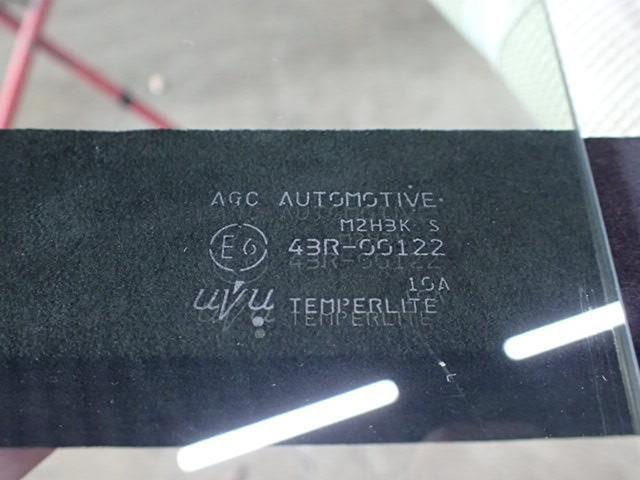 AGC AUTOMOTIVE
M2H3K S
E6 43R-00122
10A
TEMPERLITE